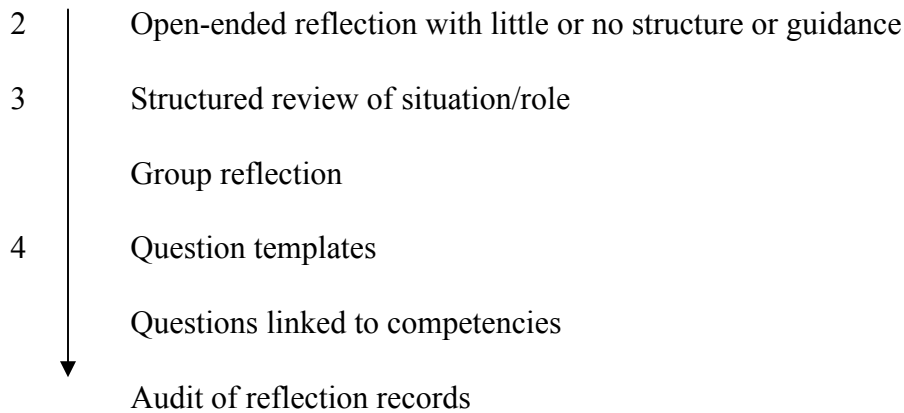 2 Open-ended reflection with little or no structure or guidance
3 Structured review of situation/role
Group reflection
4 Question templates
Questions linked to competencies
Audit of reflection records